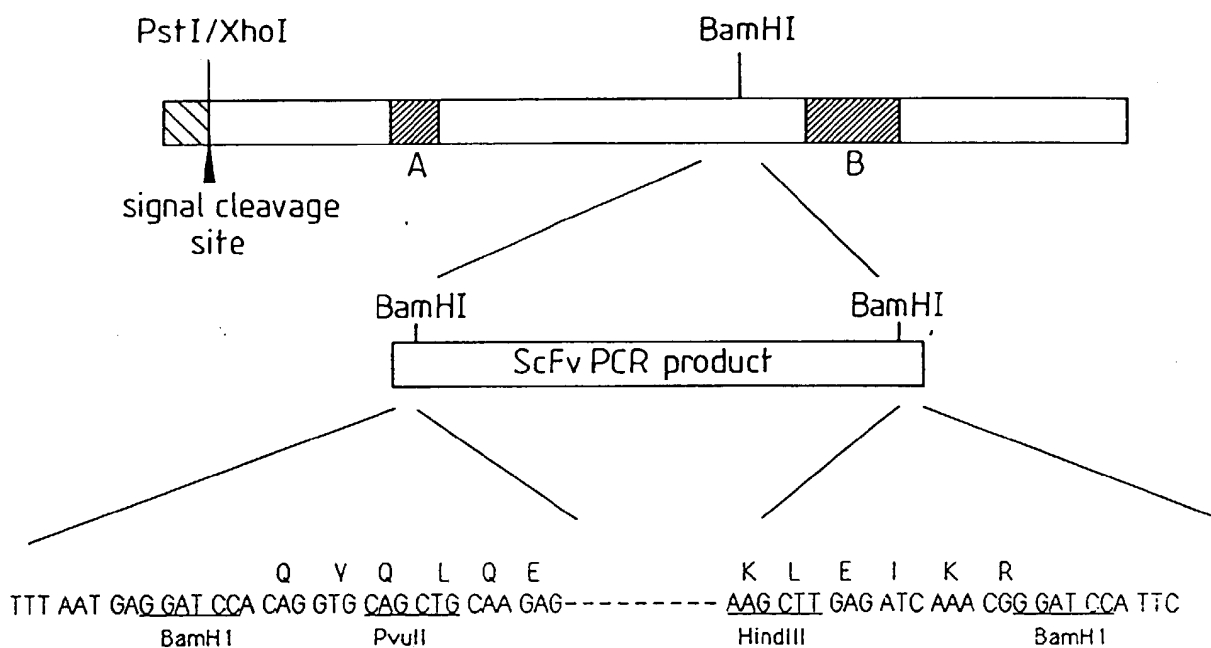 PstI/XhoI BamHI
A B
signal cleavage
site
BamHI BamHI
ScFv PCR product
Q V Q L Q E K L E I K R
TTT AAT GAG GAT CCA CAG GTG CAG CTG CAA GAG---------- AAG CTT GAG ATC AAA CGG GAT CCA TTC
BamH1 PvuII HindIII BamH1